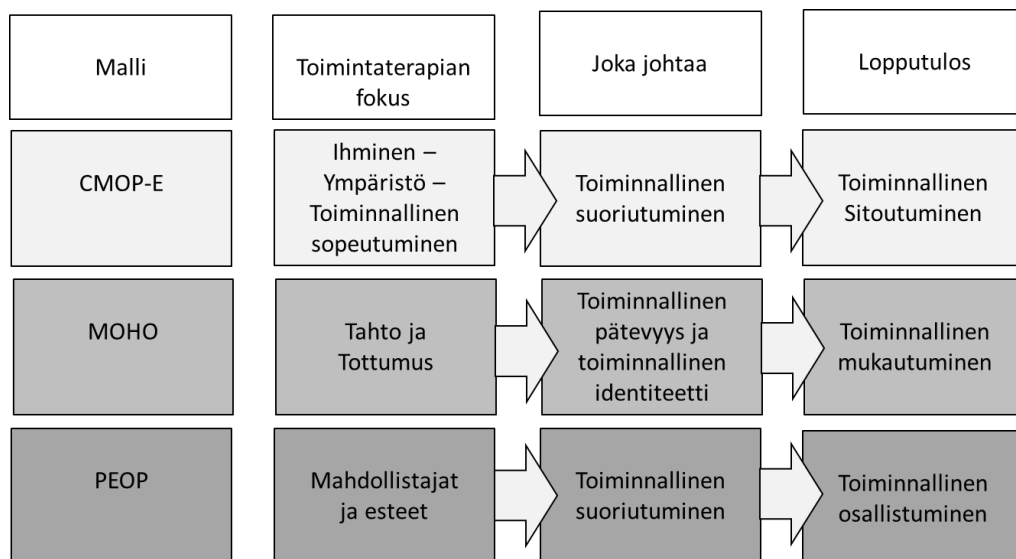 Malli
Toimintaterapian
fokus
Joka johtaa
Lopputulos
CMOP-E
Ihminen –
Ympäristö –
Toiminnallinen
sopeutuminen
Toiminnallinen
suoriutuminen
Toiminnallinen
Sitoutuminen
MOHO
Tahto ja
Tottumus
Toiminnallinen
pätevyys ja
toiminnallinen
identiteetti
Toiminnallinen
mukautuminen
PEOP
Mahdollistajat
ja esteet
Toiminnallinen
suoriutuminen
Toiminnallinen
osallistuminen